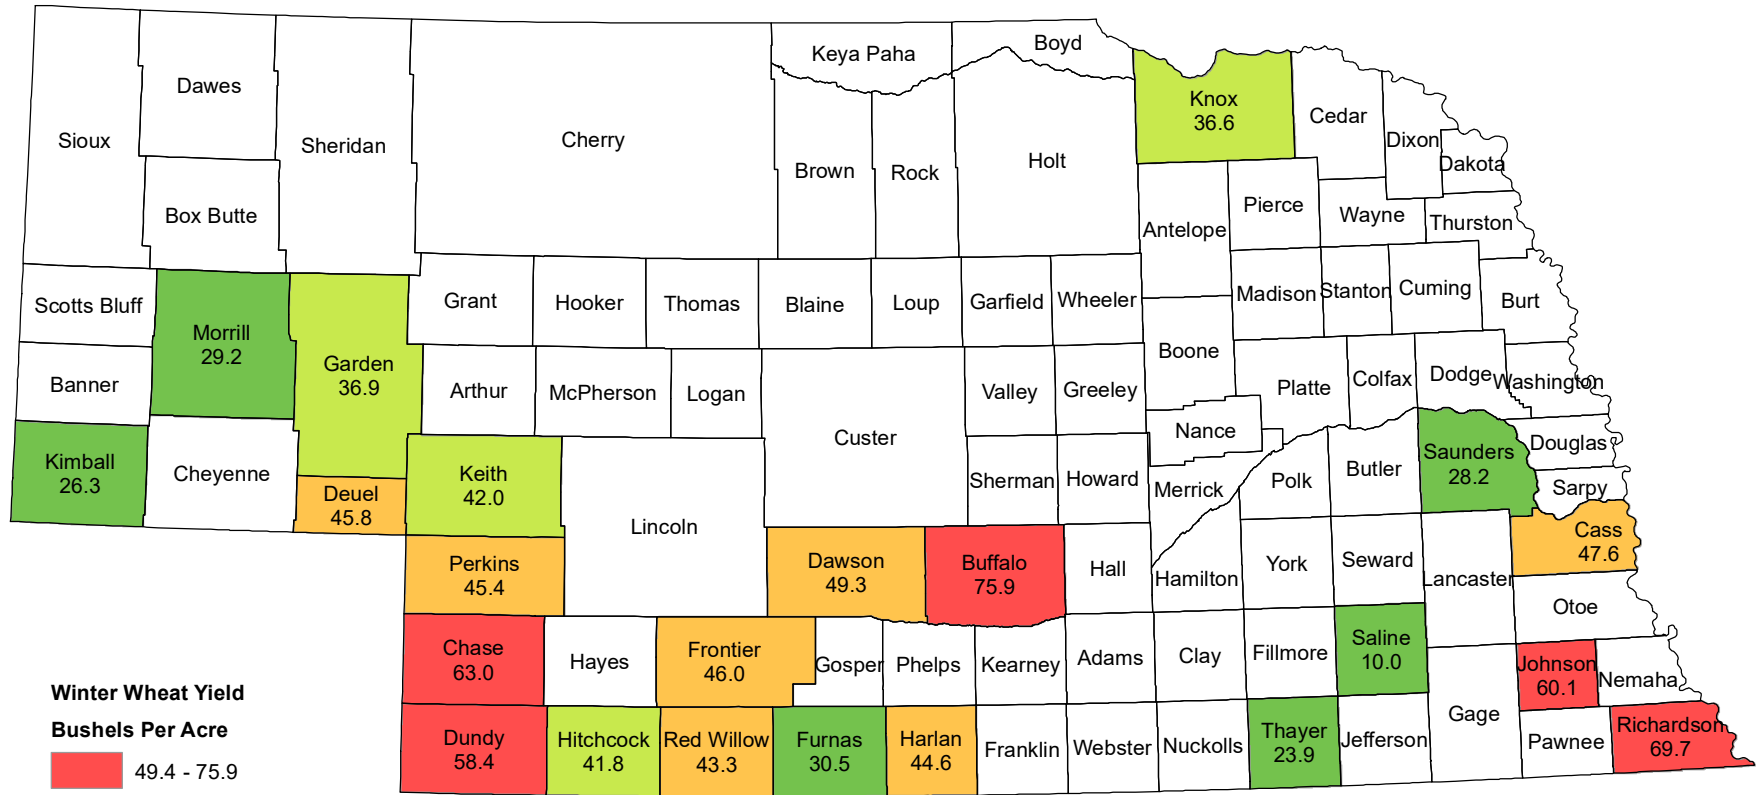 Keya Paha
Boyd
Dawes
Knox
36.6
Cedar
Sioux
Sheridan
Cherry
Brown
Rock
Holt
Dixon
Dakota
Box Butte
Antelope
Pierce
Wayne
Thurston
Scotts Bluff
Morrill
29.2
Garden
36.9
Grant
Hooker
Thomas
Blaine
Loup
Garfield
Wheeler
Madison
Stanton
Cuming
Burt
Banner
Arthur
McPherson
Logan
Valley
Greeley
Boone
Platte
Colfax
Dodge
Washington
Kimball
26.3
Cheyenne
Deuel
45.8
Keith
42.0
Lincoln
Custer
Sherman
Howard
Nance
Merrick
Polk
Butler
Saunders
28.2
Douglas
Sarpy
Perkins
45.4
Dawson
49.3
Buffalo
75.9
Hall
Hamilton
York
Seward
Lancaster
Cass
47.6
Otoe
Chase
63.0
Hayes
Frontier
46.0
Gosper
Phelps
Kearney
Adams
Clay
Fillmore
Saline
10.0
Johnson
60.1
Nemaha
Dundy
58.4
Hitchcock
41.8
Red Willow
43.3
Furnas
30.5
Harlan
44.6
Franklin
Webster
Nuckolls
Thayer
23.9
Jefferson
Gage
Pawnee
Richardson
69.7
Winter Wheat Yield
Bushels Per Acre
49.4 - 75.9